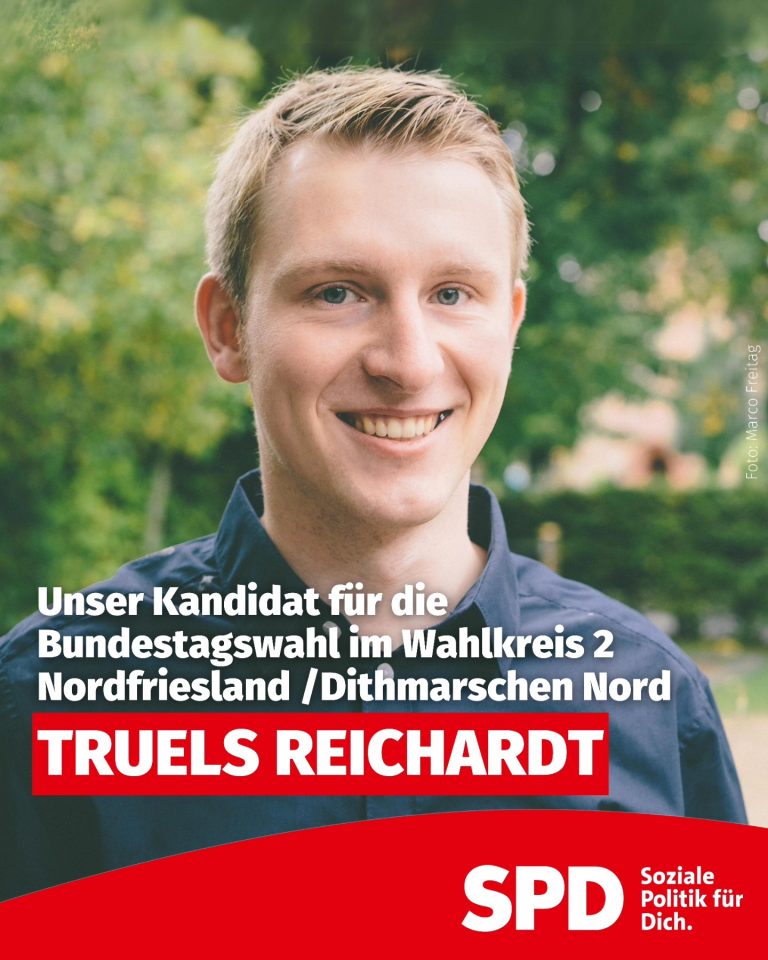 Foto: Marco Freitag
Unser Kandidat für die
Bundestagswahl im Wahlkreis 2
Nordfriesland /Dithmarschen Nord
TRUELS REICHARDT
SPD
Soziale
Politik für
Dich.